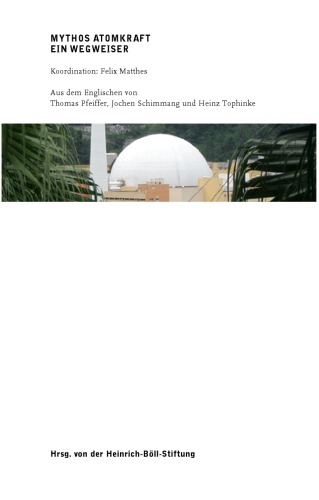 MYTHOS ATOMKRAFT
EIN WEGWEISER
Koordination: Felix Matthes
Aus dem Englischen von
Thomas Pfeiffer, Jochen Schimmang und Heinz Tophinke
Hrsg. von der Heinrich-Böll-Stiftung